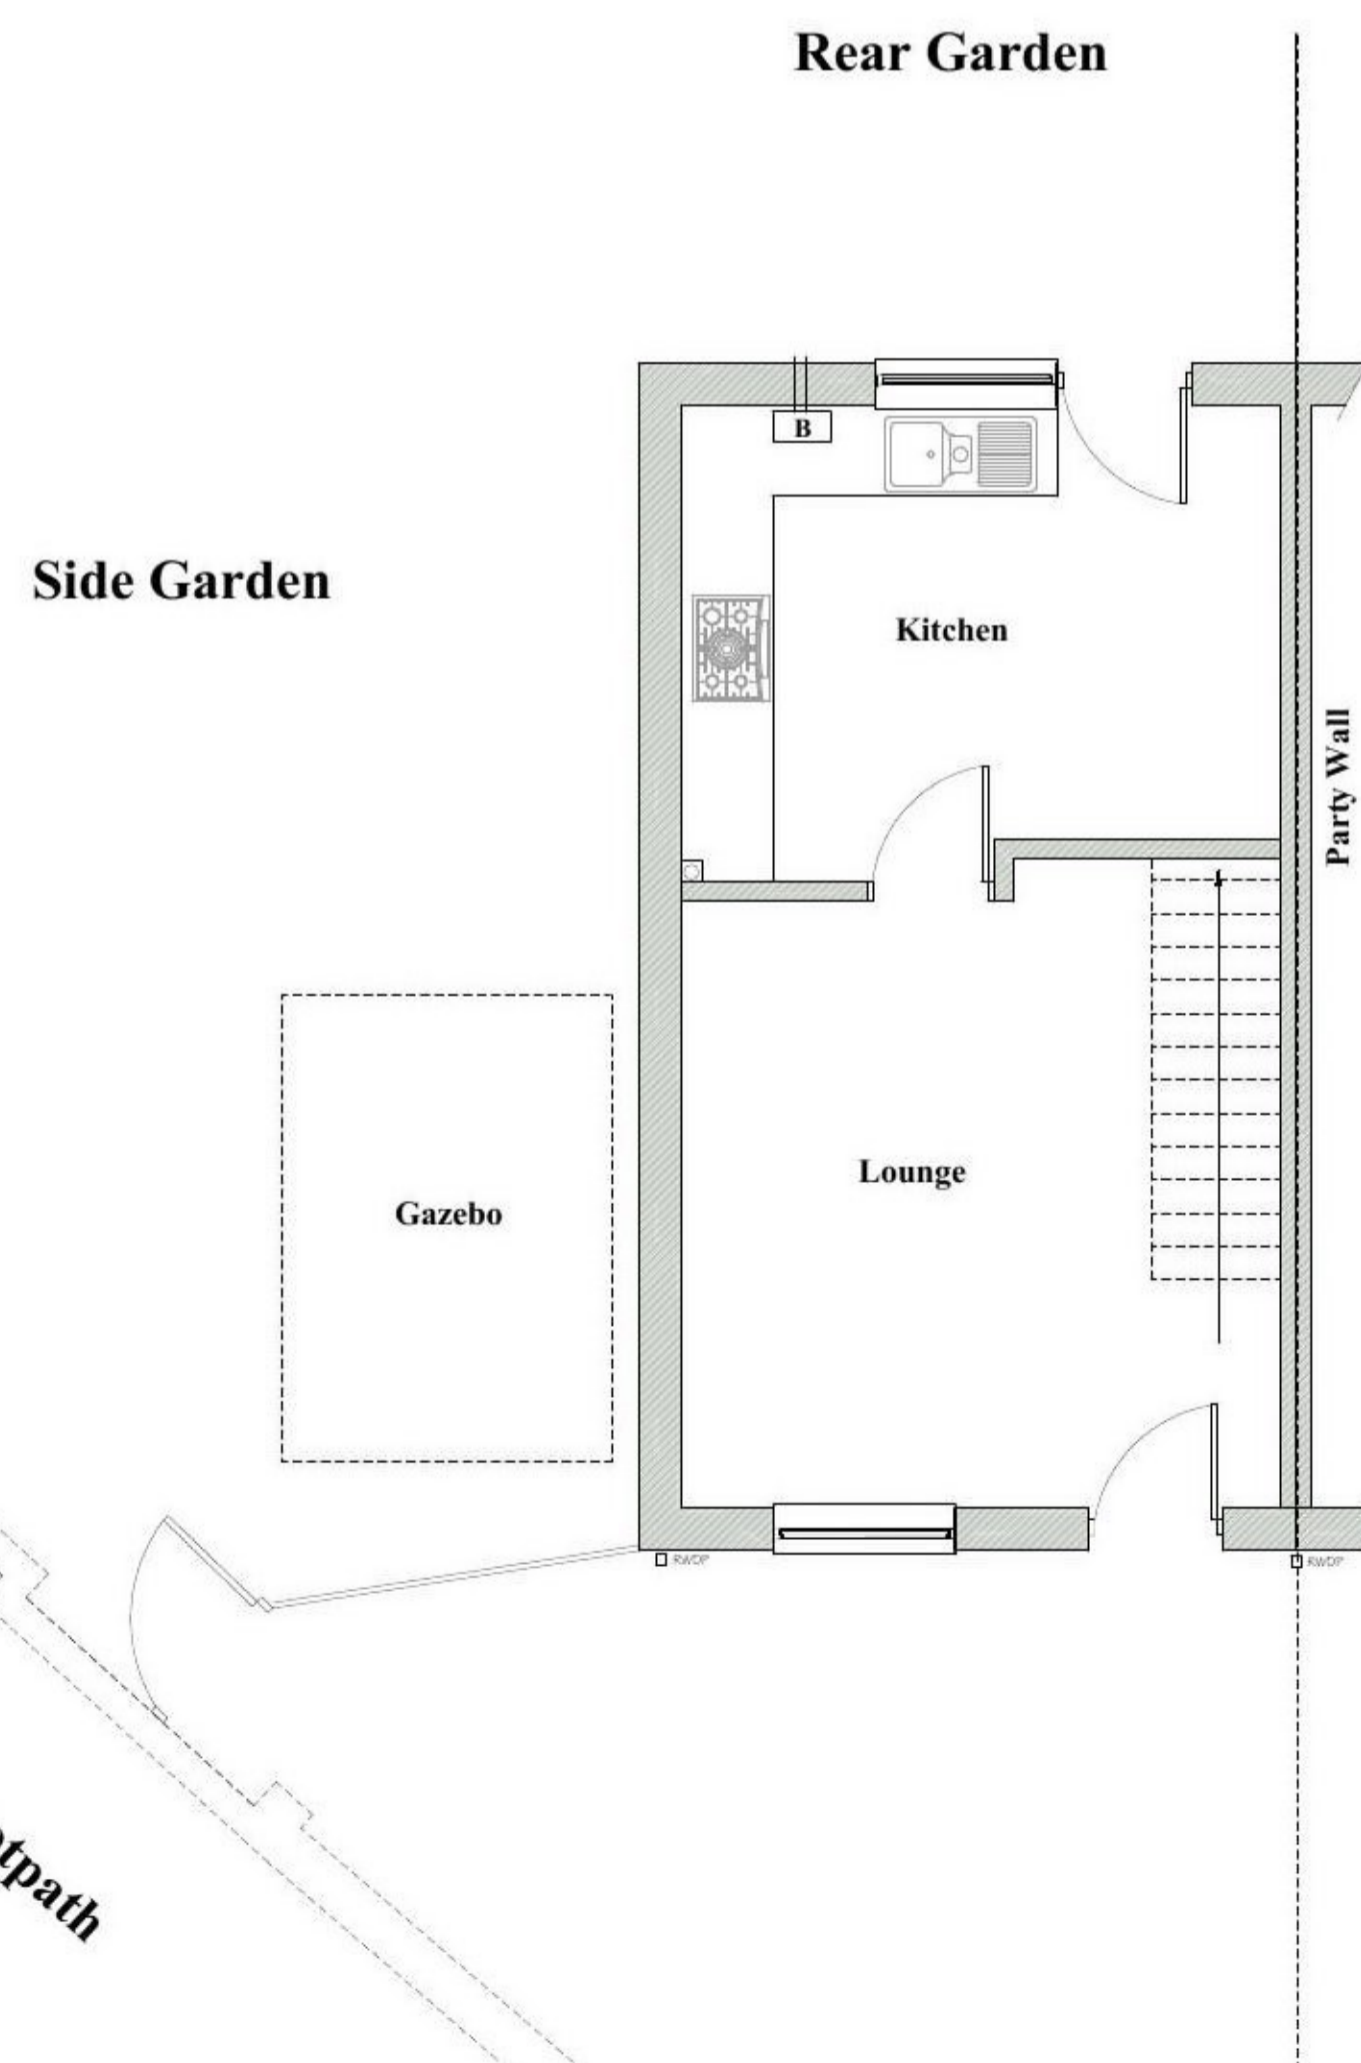 Rear Garden
B
Side Garden
Kitchen
Party Wall
Lounge
Gazebo
RWDP
RWDP
otpath